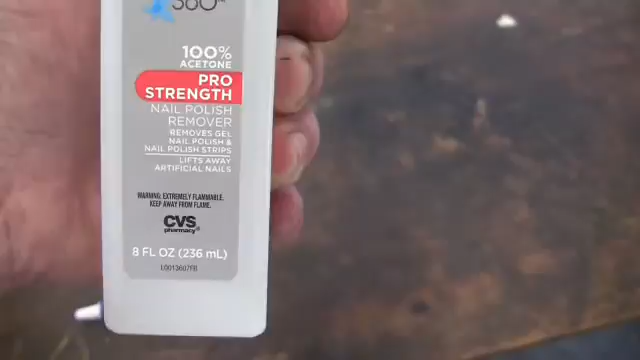 360™
100%
ACETONE
PRO
STRENGTH
NAIL POLISH
REMOVER
REMOVES GEL
NAIL POLISH &
NAIL POLISH STRIPS
LIFTS AWAY
ARTIFICIAL NAILS
WARNING: EXTREMELY FLAMMABLE.
KEEP AWAY FROM FLAME.
CVS
pharmacy®
8 FL OZ (236 mL)